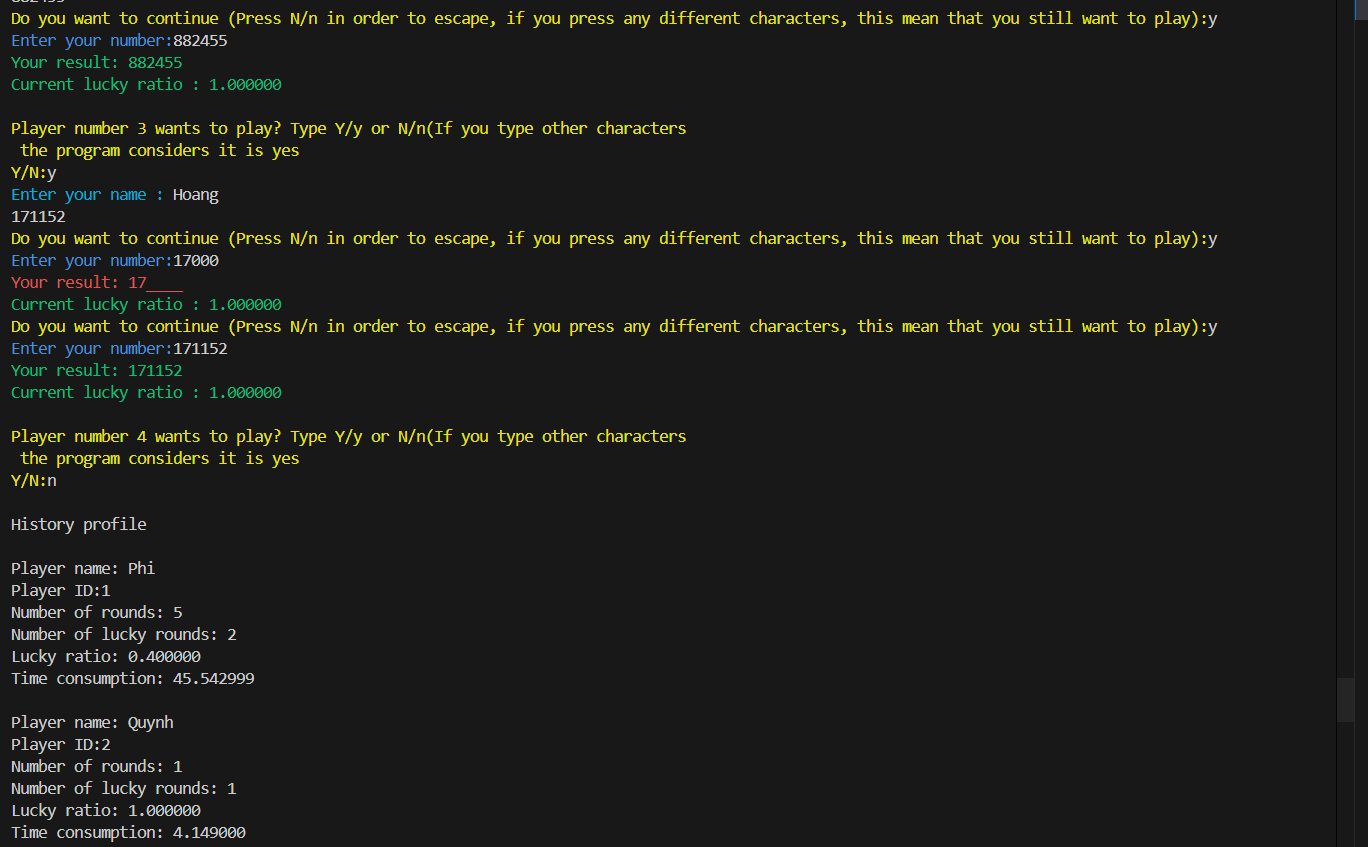 Do you want to continue (Press N/n in order to escape, if you press any different characters, this mean that you still want to play):y
Enter your number:882455
Your result: 882455
Current lucky ratio : 1.000000
Player number 3 wants to play? Type Y/y or N/n(If you type other characters
the program considers it is yes
Y/N:y
Enter your name : Hoang
171152
Do you want to continue (Press N/n in order to escape, if you press any different characters, this mean that you still want to play):y
Enter your number:17000
Your result: 17____
Current lucky ratio : 1.000000
Do you want to continue (Press N/n in order to escape, if you press any different characters, this mean that you still want to play):y
Enter your number:171152
Your result: 171152
Current lucky ratio : 1.000000
Player number 4 wants to play? Type Y/y or N/n(If you type other characters
the program considers it is yes
Y/N:n
History profile
Player name: Phi
Player ID:1
Number of rounds: 5
Number of lucky rounds: 2
Lucky ratio: 0.400000
Time consumption: 45.542999
Player name: Quynh
Player ID:2
Number of rounds: 1
Number of lucky rounds: 1
Lucky ratio: 1.000000
Time consumption: 4.149000